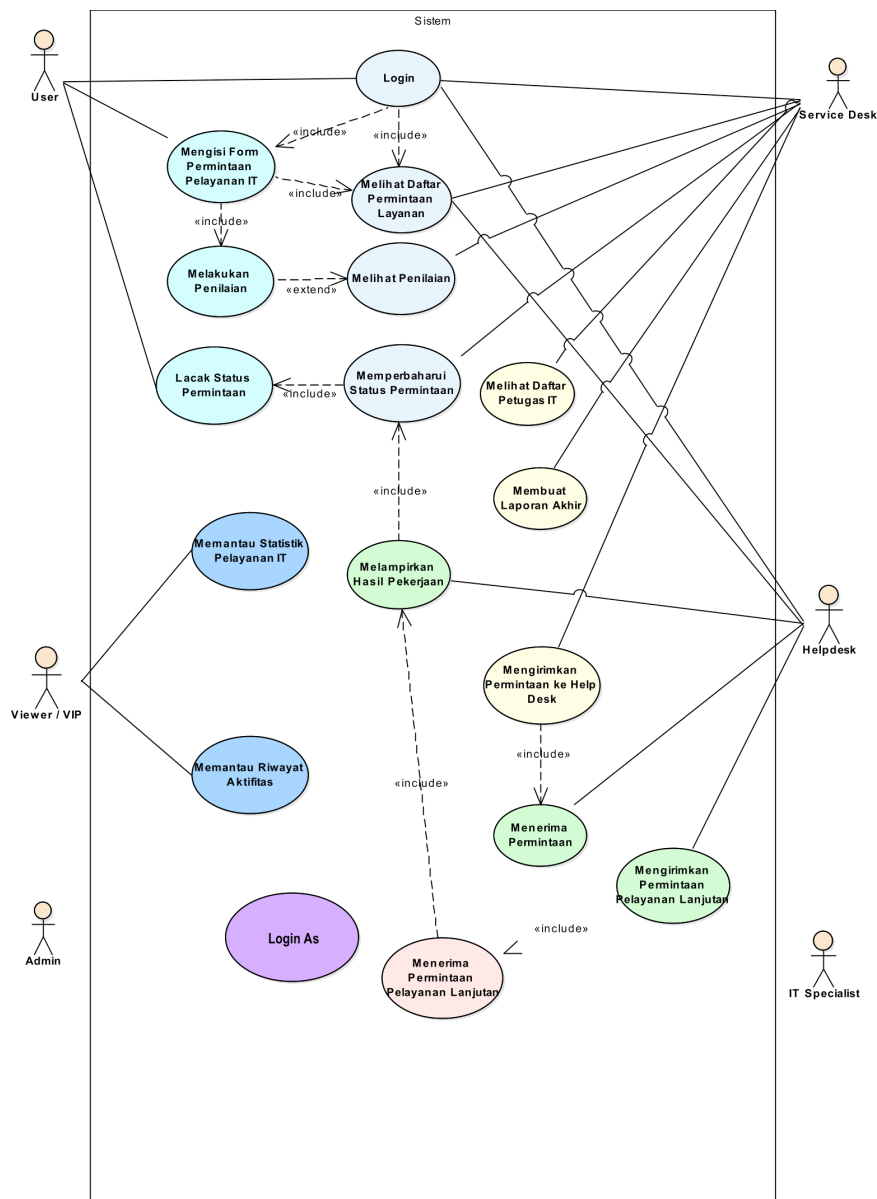 Sistem
User
Login
Service Desk
«include»
«include»
Mengisi Form
Permintaan
Pelayanan IT
«include»
Melihat Daftar
Permintaan
Layanan
«include»
Melakukan
Penilaian
«extend»
Melihat Penilaian
Lacak Status
Permintaan
«include»
Memperbaharui
Status Permintaan
Melihat Daftar
Petugas IT
«include»
Membuat
Laporan Akhir
Memantau Statistik
Pelayanan IT
Melampirkan
Hasil Pekerjaan
Helpdesk
Mengirimkan
Permintaan ke Help
Desk
Viewer / VIP
«include»
Memantau Riwayat
Aktifitas
«include»
Menerima
Permintaan
Mengirimkan
Permintaan
Pelayanan Lanjutan
Admin
Login As
«include»
Menerima
Permintaan
Pelayanan Lanjutan
IT Specialist